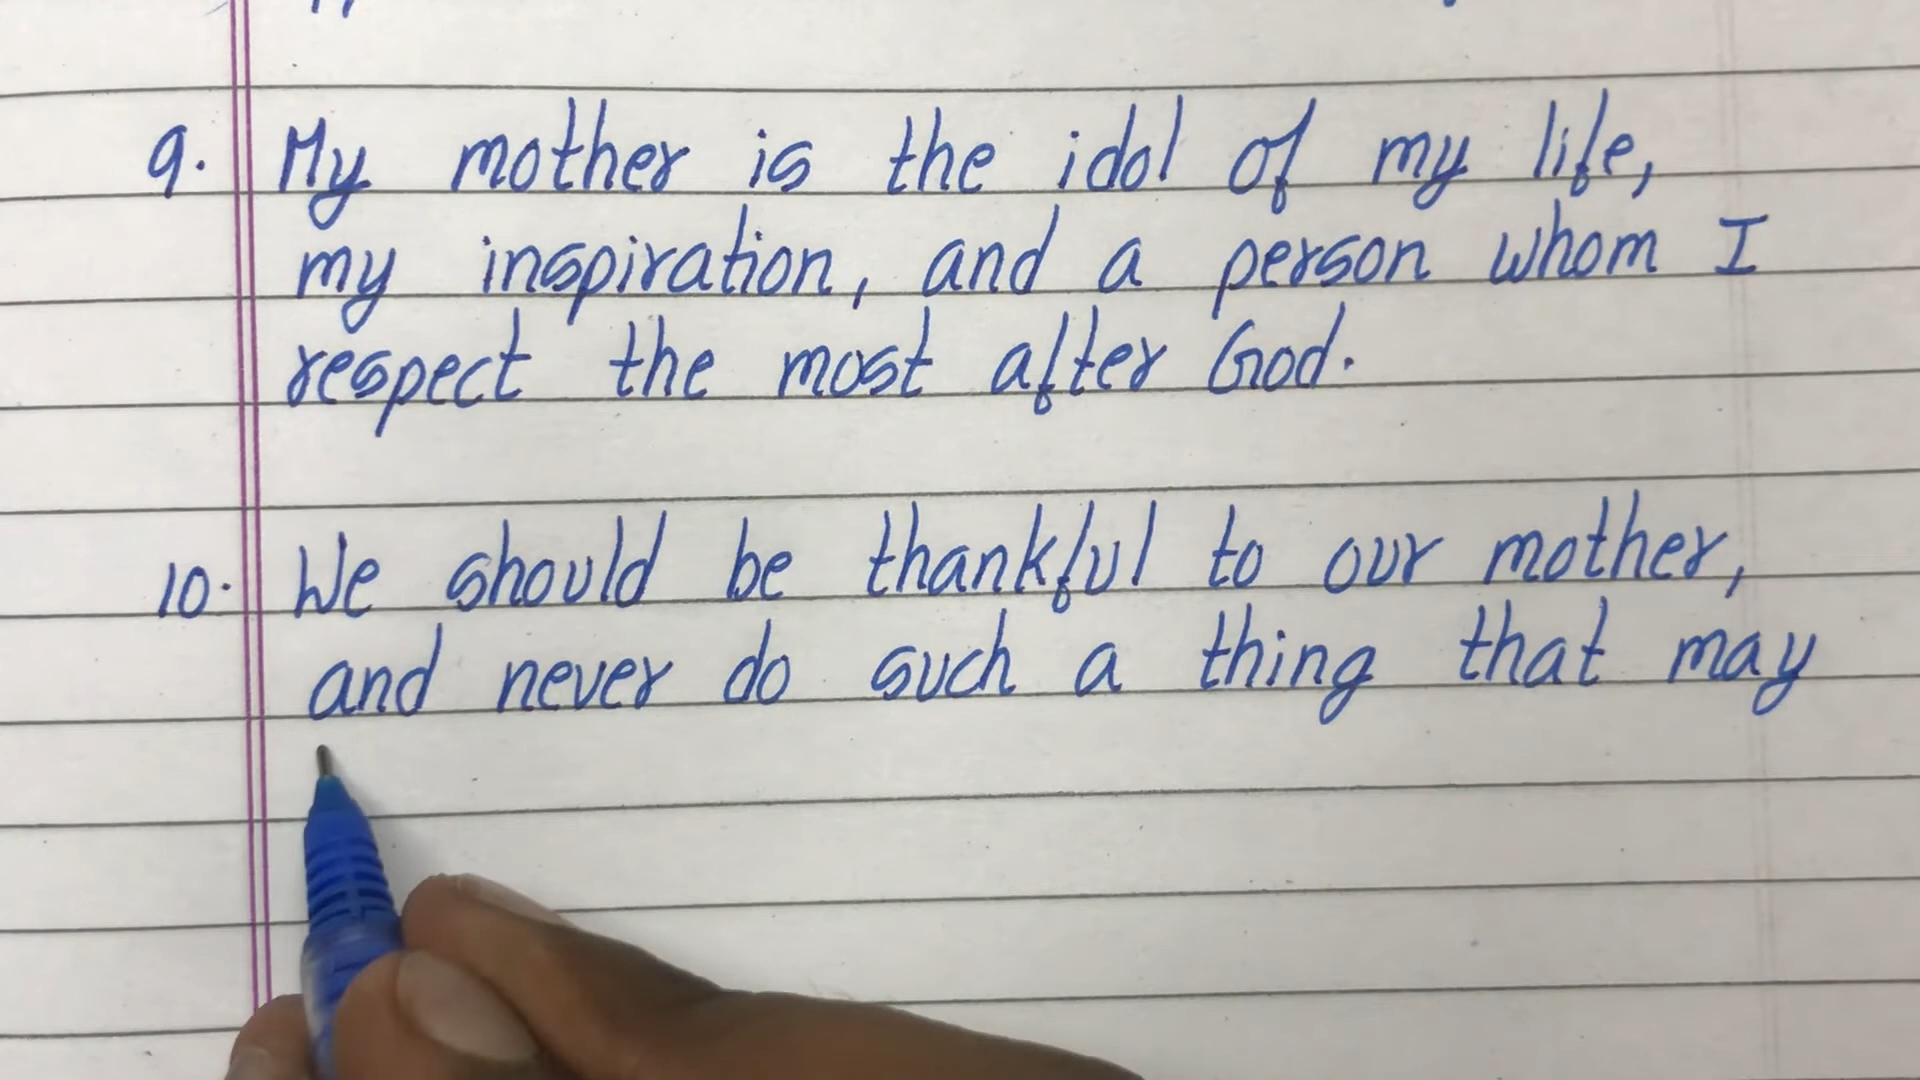 9. My mother is the idol of my life,
my inspiration, and a person whom I
respect the most after God.
10. We should be thankful to our mother,
and never do such a thing that may